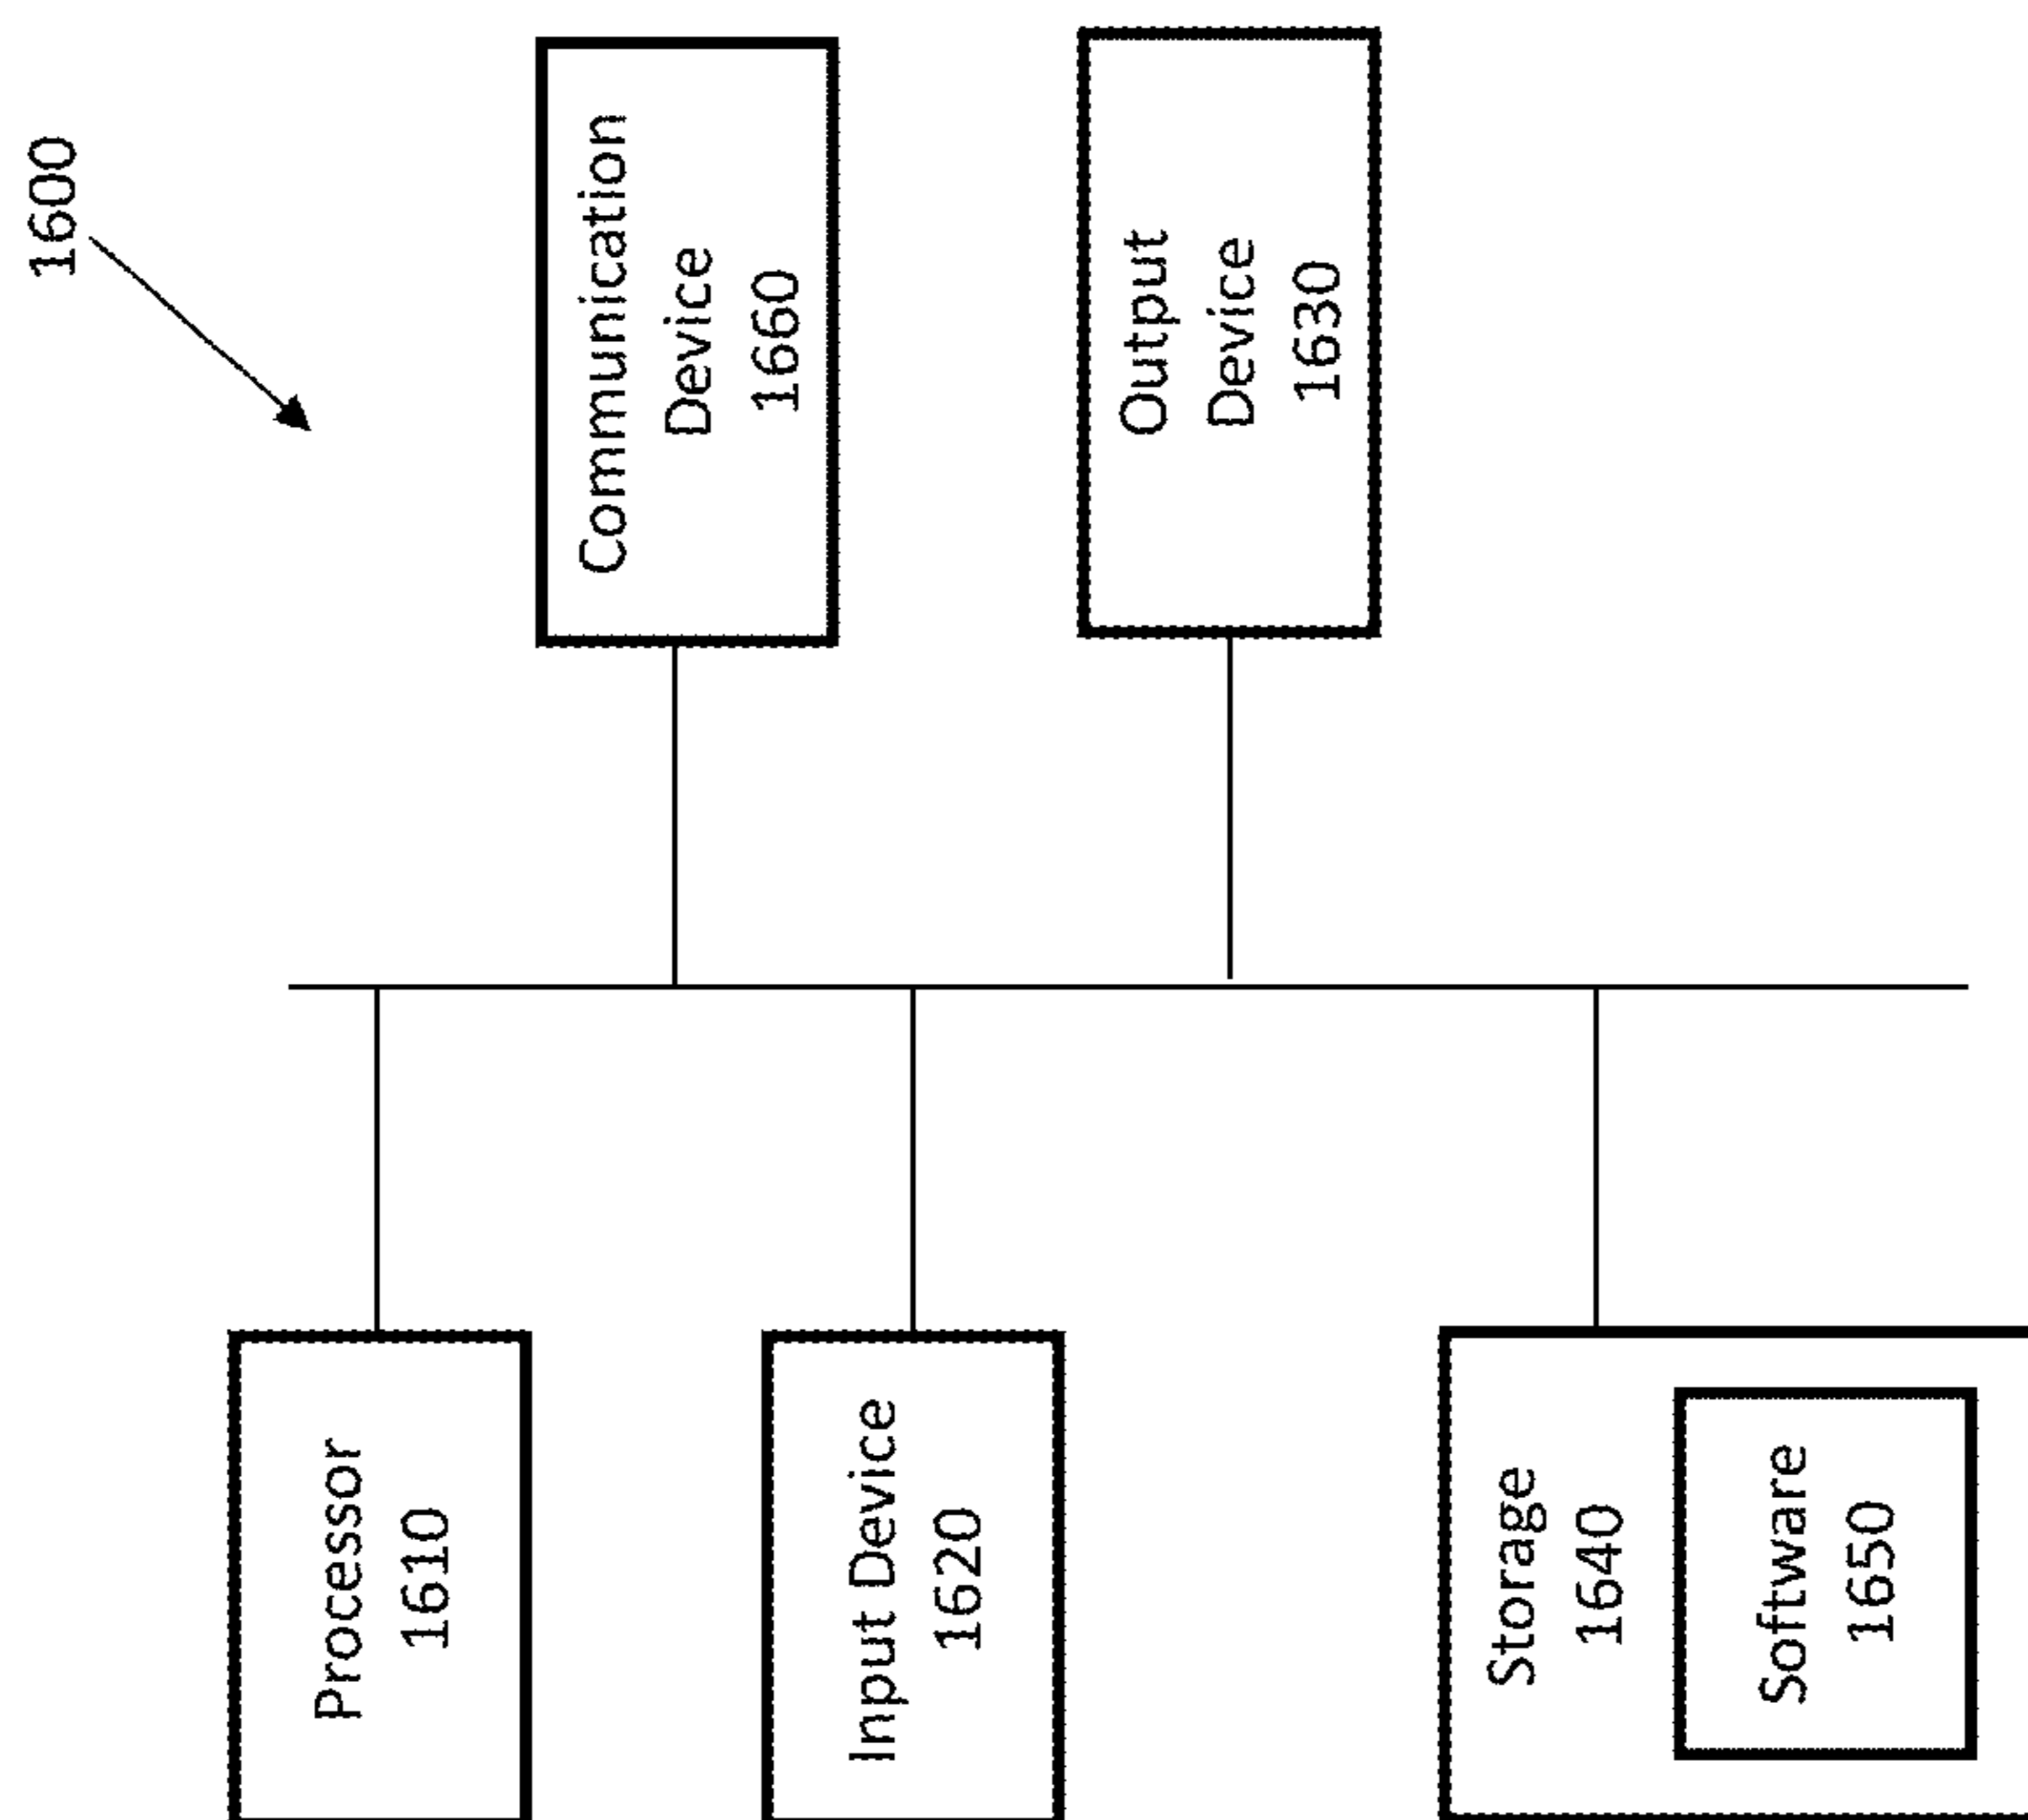 1600
Processor
1610
Communication
Device
1660
Input Device
1620
Output
Device
1630
Storage
1640
Software
1650